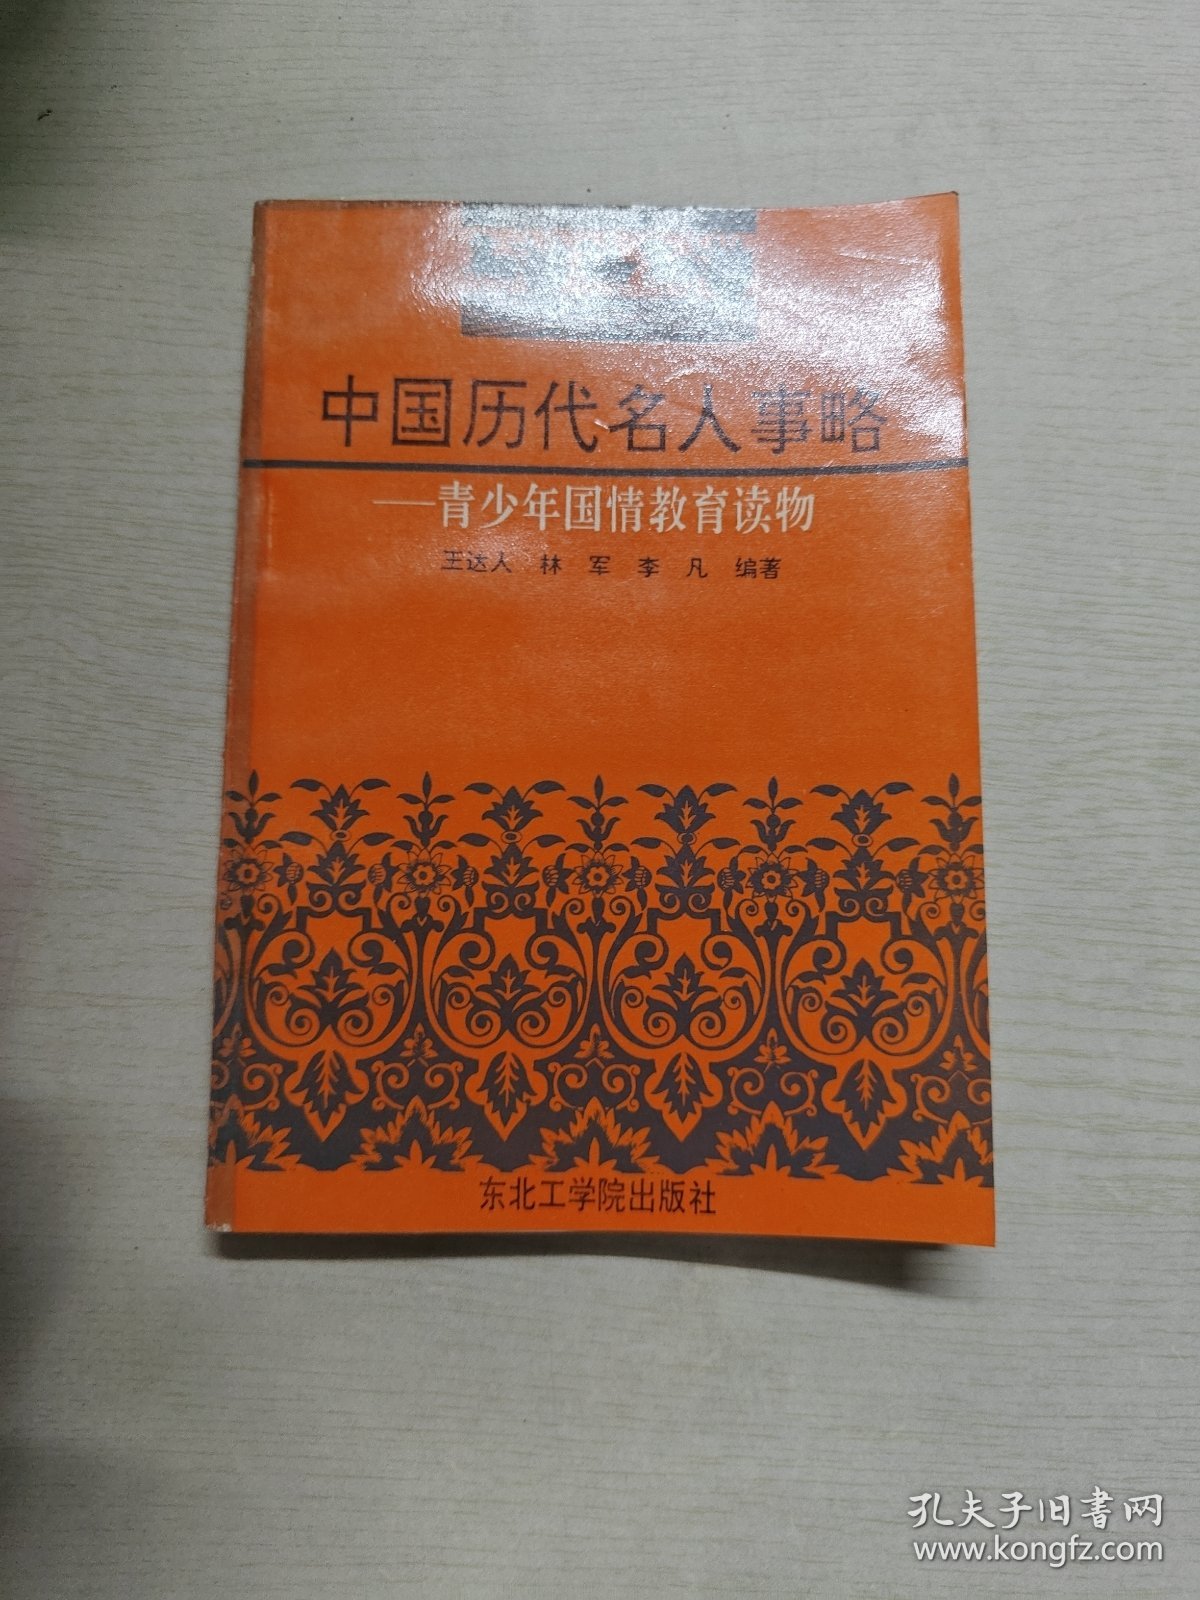 中国历代名人事略
——青少年国情教育读物
王达人 林 军 李 凡 编著
东北工学院出版社
孔夫子旧书网
www.kongfz.com